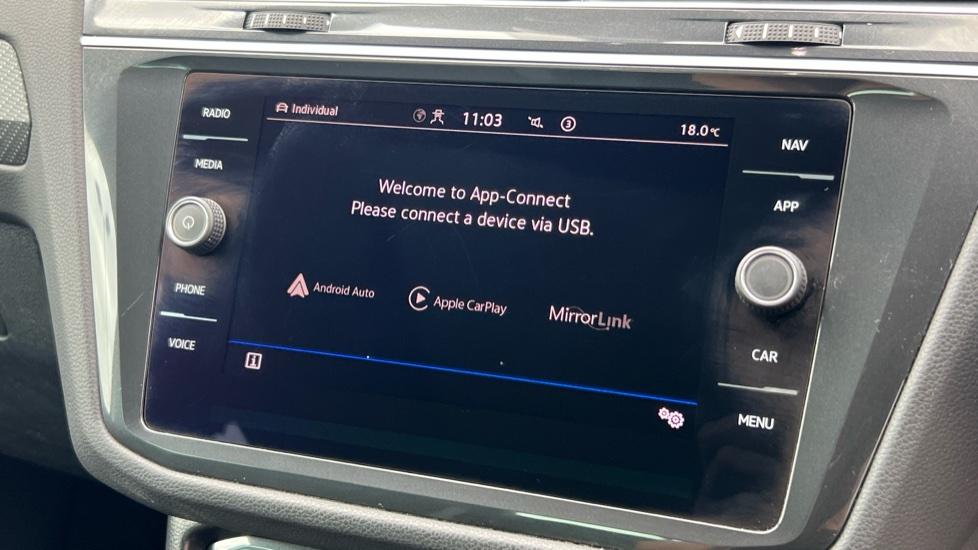 RADIO
MEDIA
PHONE
VOICE
Individual 11:03 3 18.0°C
Welcome to App-Connect
Please connect a device via USB.
Android Auto Apple CarPlay MirrorLink
i
NAV
APP
CAR
MENU